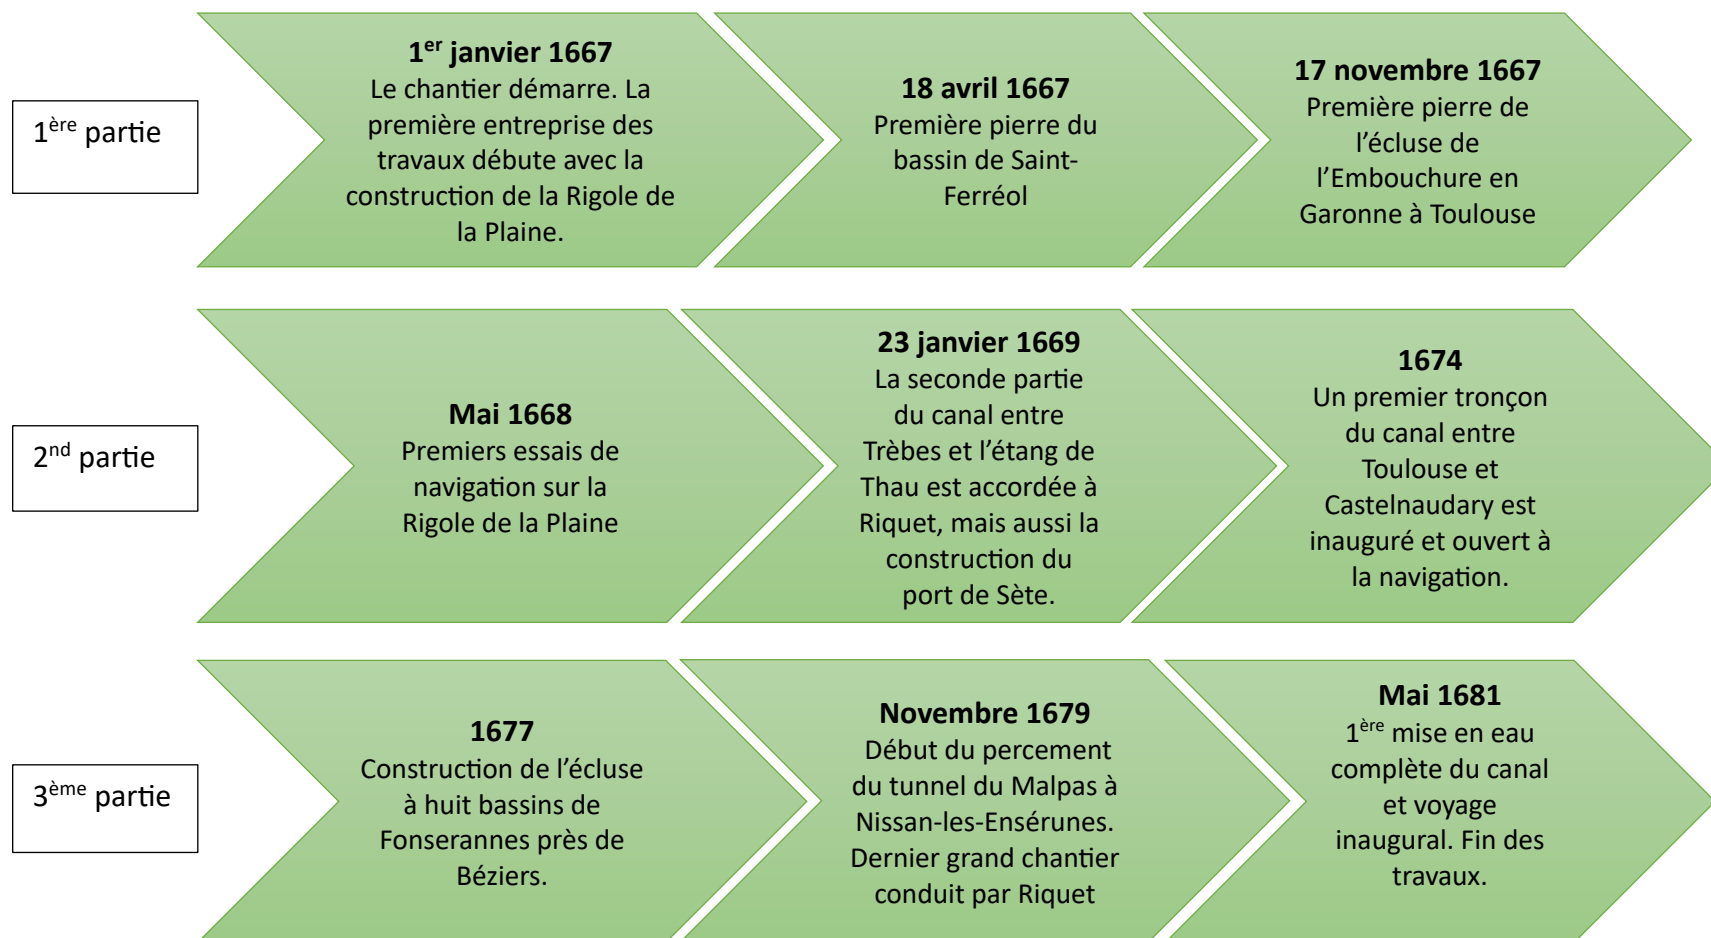 1ère partie
1er janvier 1667
Le chantier démarre. La
première entreprise des
travaux débute avec la
construction de la Rigole de
la Plaine.
18 avril 1667
Première pierre du
bassin de Saint-
Ferréol
17 novembre 1667
Première pierre de
l’écluse de
l’Embouchure en
Garonne à Toulouse
2nd partie
Mai 1668
Premiers essais de
navigation sur la
Rigole de la Plaine
23 janvier 1669
La seconde partie
du canal entre
Trèbes et l’étang de
Thau est accordée à
Riquet, mais aussi la
construction du
port de Sète.
1674
Un premier tronçon
du canal entre
Toulouse et
Castelnaudary est
inauguré et ouvert à
la navigation.
3ème partie
1677
Construction de l’écluse
à huit bassins de
Fonserannes près de
Béziers.
Novembre 1679
Début du percement
du tunnel du Malpas à
Nissan-les-Ensérunes.
Dernier grand chantier
conduit par Riquet
Mai 1681
1ère mise en eau
complète du canal
et voyage
inaugural. Fin des
travaux.